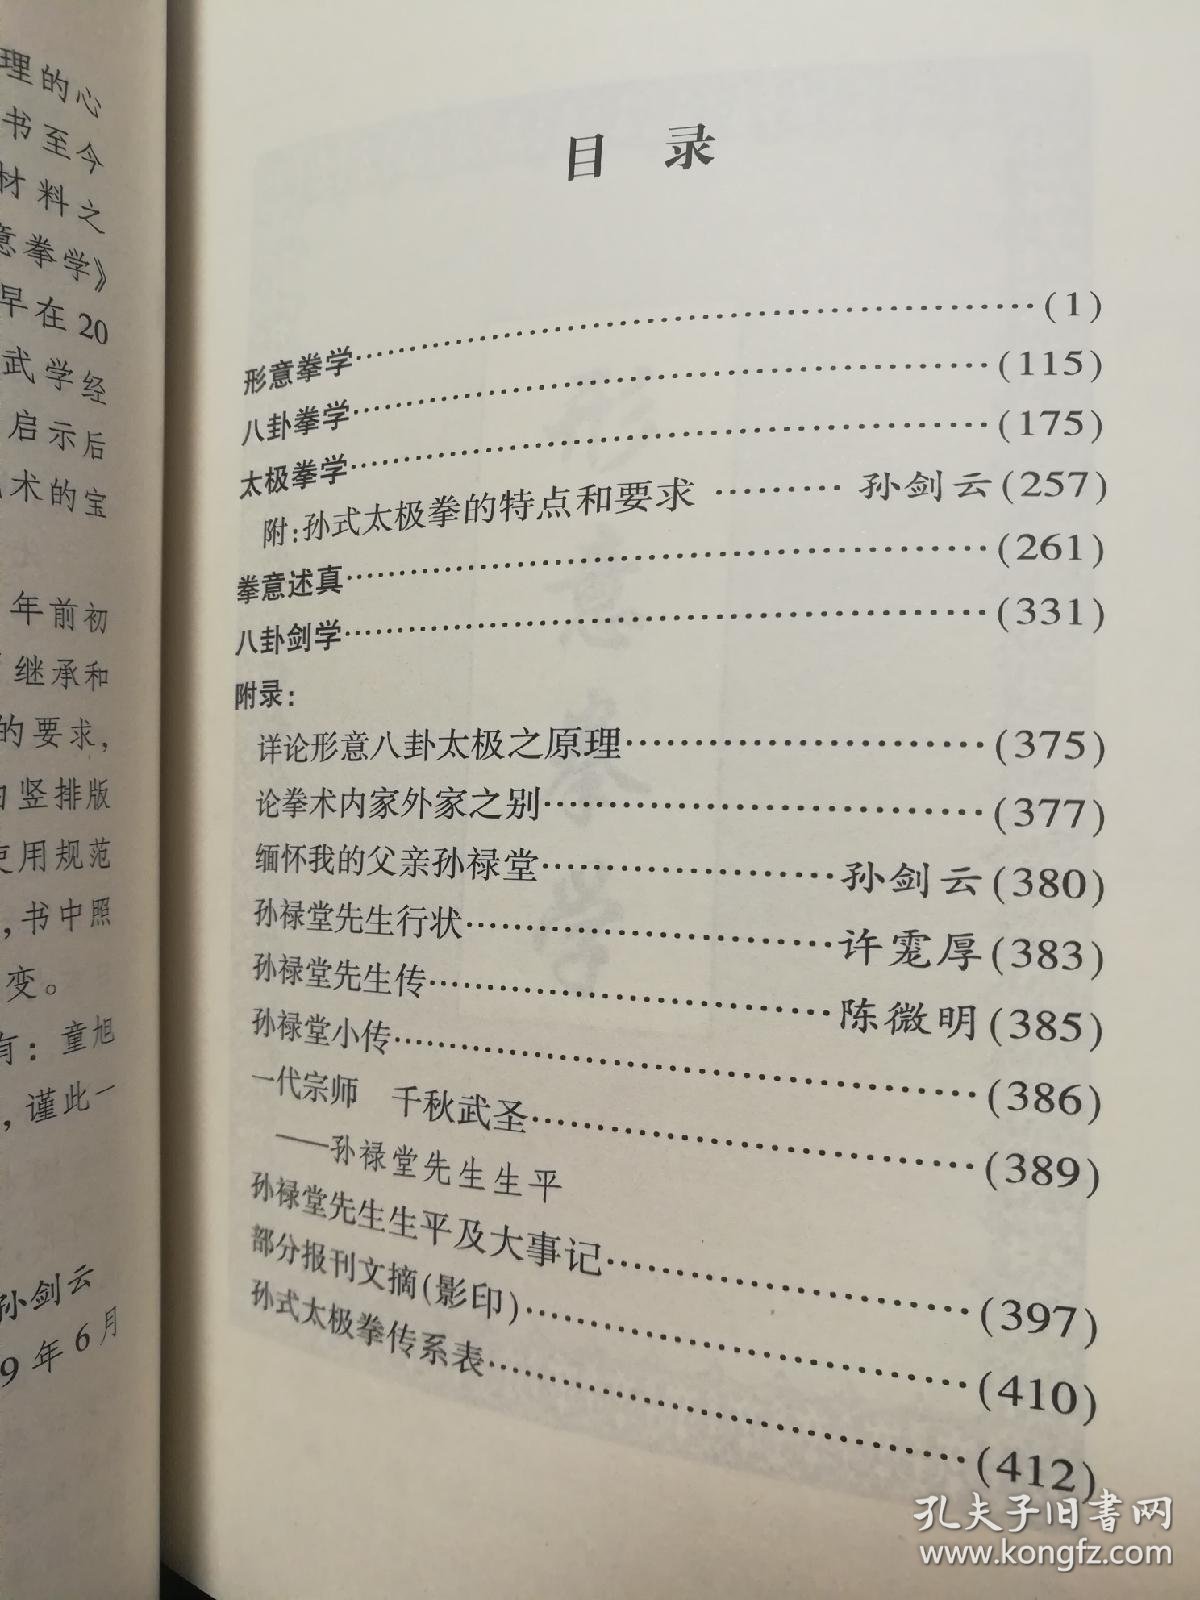 理的心
书至今
材料之
意拳学》
早在20
武学经
启示后
术的宝
年前初
继承和
的要求,
由竖排版
使用规范
,书中照
变。
有：童旭
,谨此一
孙剑云
9年6月
目 录
形意拳学……(1)
八卦拳学……(115)
太极拳学……(175)
附:孙式太极拳的特点和要求………孙剑云(257)
拳意述真……(261)
八卦剑学……(331)
附录:
详论形意八卦太极之原理……(375)
论拳术内家外家之别……(377)
缅怀我的父亲孙禄堂……孙剑云(380)
孙禄堂先生行状……许霑厚(383)
孙禄堂先生传……陈微明(385)
孙禄堂小传……(386)
一代宗师 千秋武圣……(389)
——孙禄堂先生生平
孙禄堂先生生平及大事记……(397)
部分报刊文摘(影印)……(410)
孙式太极拳传系表……(412)
形意拳学
孔夫子旧书网
www.kongfz.com